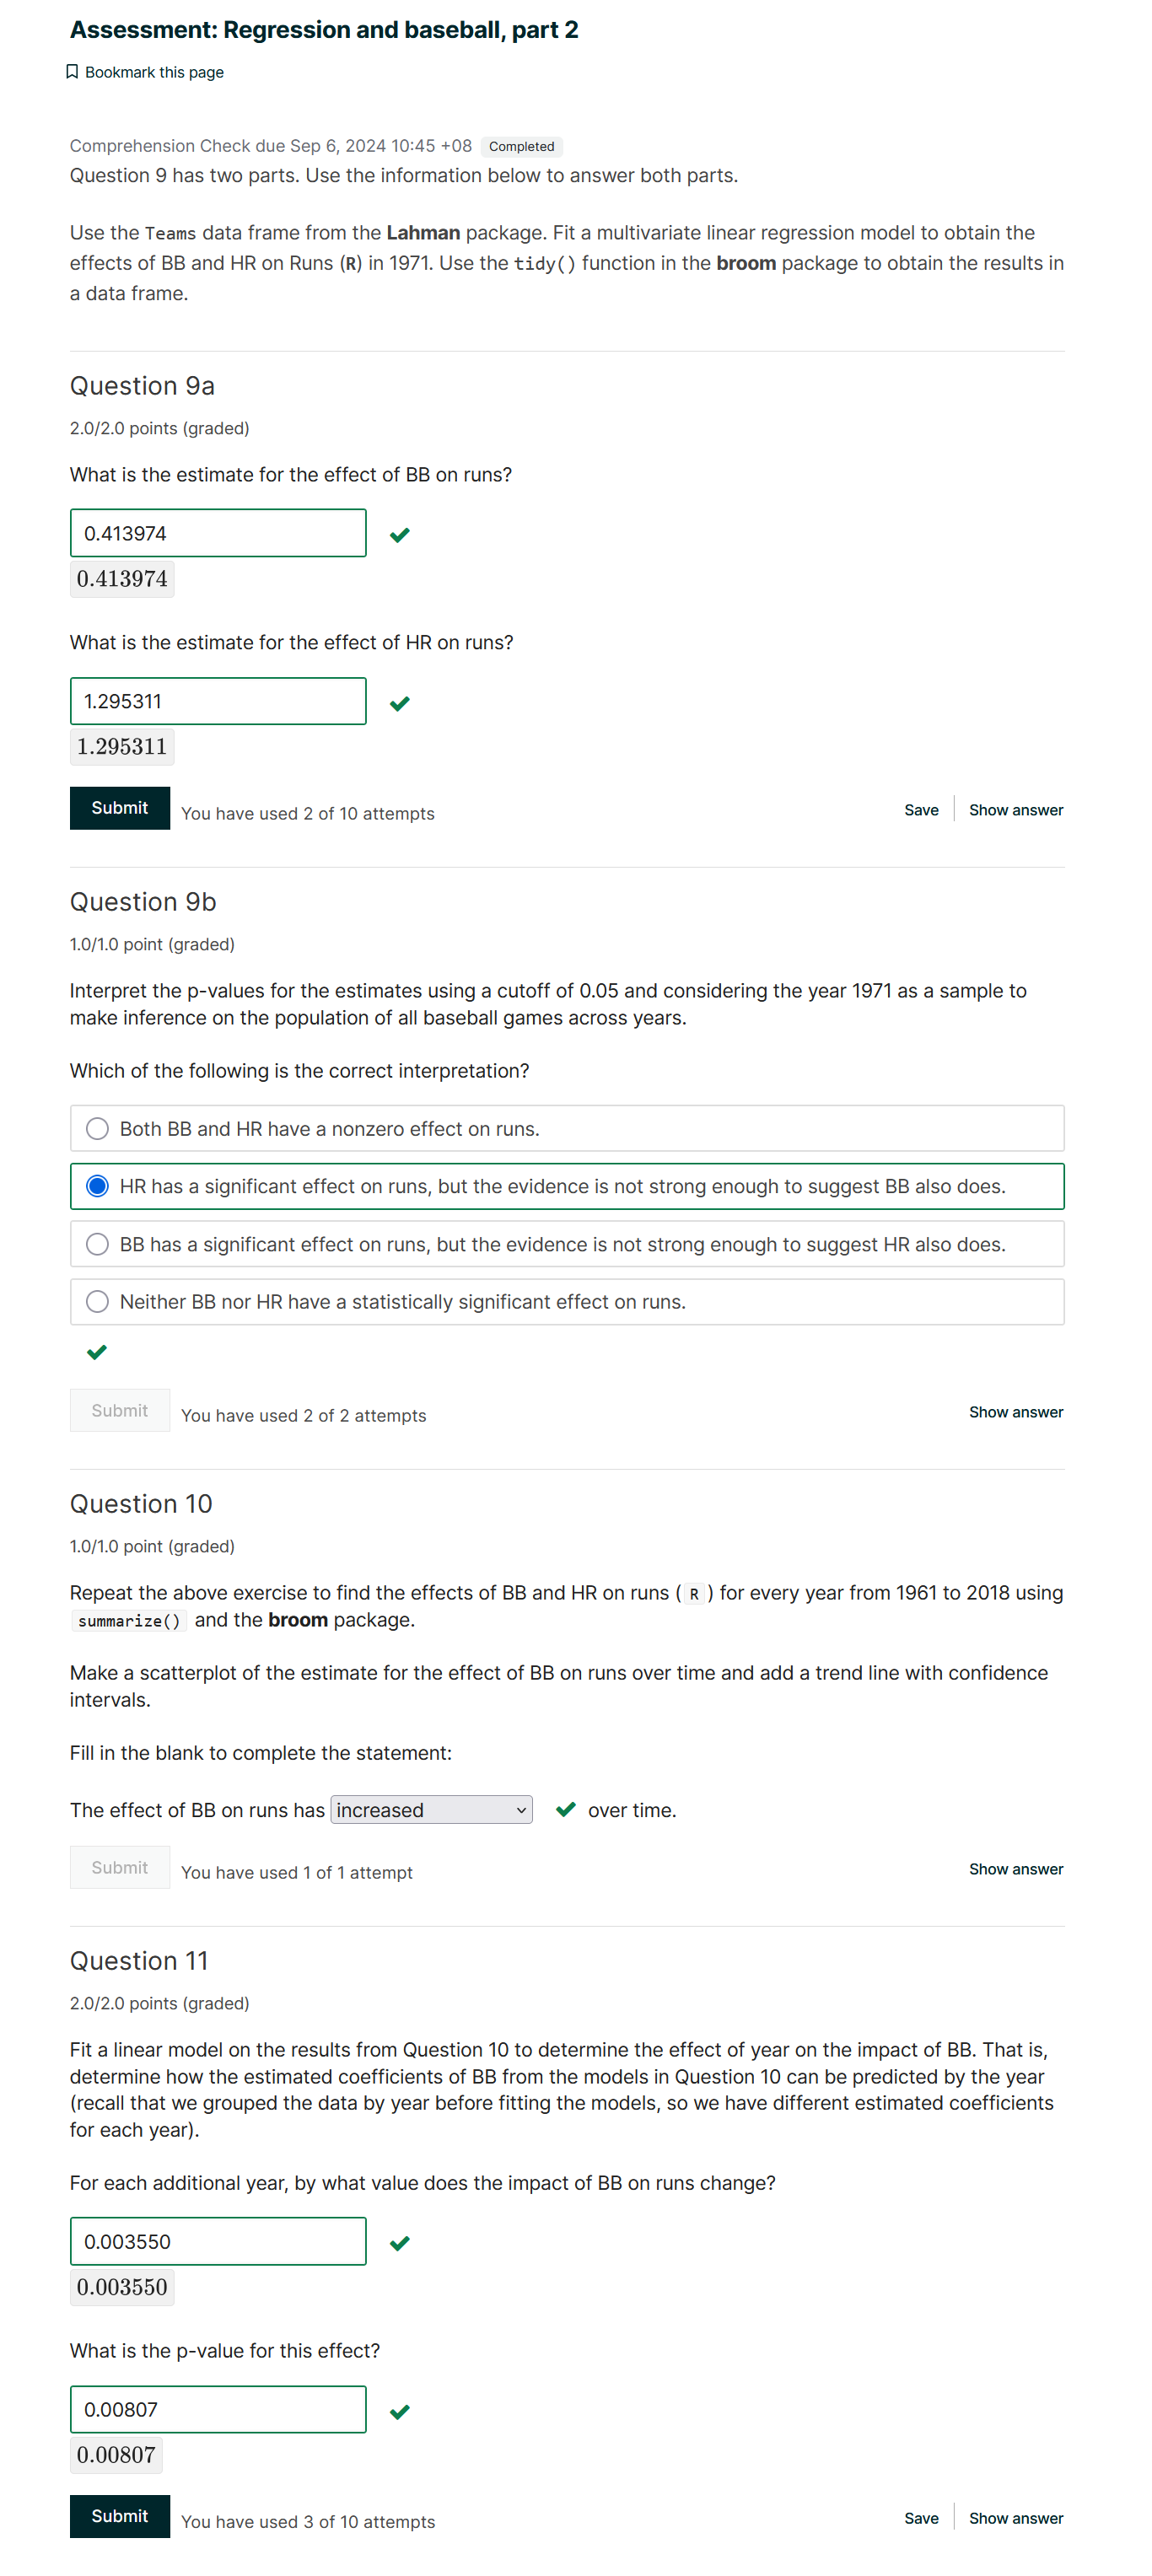 Assessment: Regression and baseball, part 2
Bookmark this page
Comprehension Check due Sep 6, 2024 10:45 +08 Completed
Question 9 has two parts. Use the information below to answer both parts.
Use the Teams data frame from the Lahman package. Fit a multivariate linear regression model to obtain the
effects of BB and HR on Runs (R) in 1971. Use the tidy() function in the broom package to obtain the results in
a data frame.
Question 9a
2.0/2.0 points (graded)
What is the estimate for the effect of BB on runs?
0.413974
0.413974
What is the estimate for the effect of HR on runs?
1.295311
1.295311
Submit You have used 2 of 10 attempts Save Show answer
Question 9b
1.0/1.0 point (graded)
Interpret the p-values for the estimates using a cutoff of 0.05 and considering the year 1971 as a sample to
make inference on the population of all baseball games across years.
Which of the following is the correct interpretation?
Both BB and HR have a nonzero effect on runs.
HR has a significant effect on runs, but the evidence is not strong enough to suggest BB also does.
BB has a significant effect on runs, but the evidence is not strong enough to suggest HR also does.
Neither BB nor HR have a statistically significant effect on runs.
Submit You have used 2 of 2 attempts Show answer
Question 10
1.0/1.0 point (graded)
Repeat the above exercise to find the effects of BB and HR on runs ( R ) for every year from 1961 to 2018 using
summarize() and the broom package.
Make a scatterplot of the estimate for the effect of BB on runs over time and add a trend line with confidence
intervals.
Fill in the blank to complete the statement:
The effect of BB on runs has increased over time.
Submit You have used 1 of 1 attempt Show answer
Question 11
2.0/2.0 points (graded)
Fit a linear model on the results from Question 10 to determine the effect of year on the impact of BB. That is,
determine how the estimated coefficients of BB from the models in Question 10 can be predicted by the year
(recall that we grouped the data by year before fitting the models, so we have different estimated coefficients
for each year).
For each additional year, by what value does the impact of BB on runs change?
0.003550
0.003550
What is the p-value for this effect?
0.00807
0.00807
Submit You have used 3 of 10 attempts Save Show answer